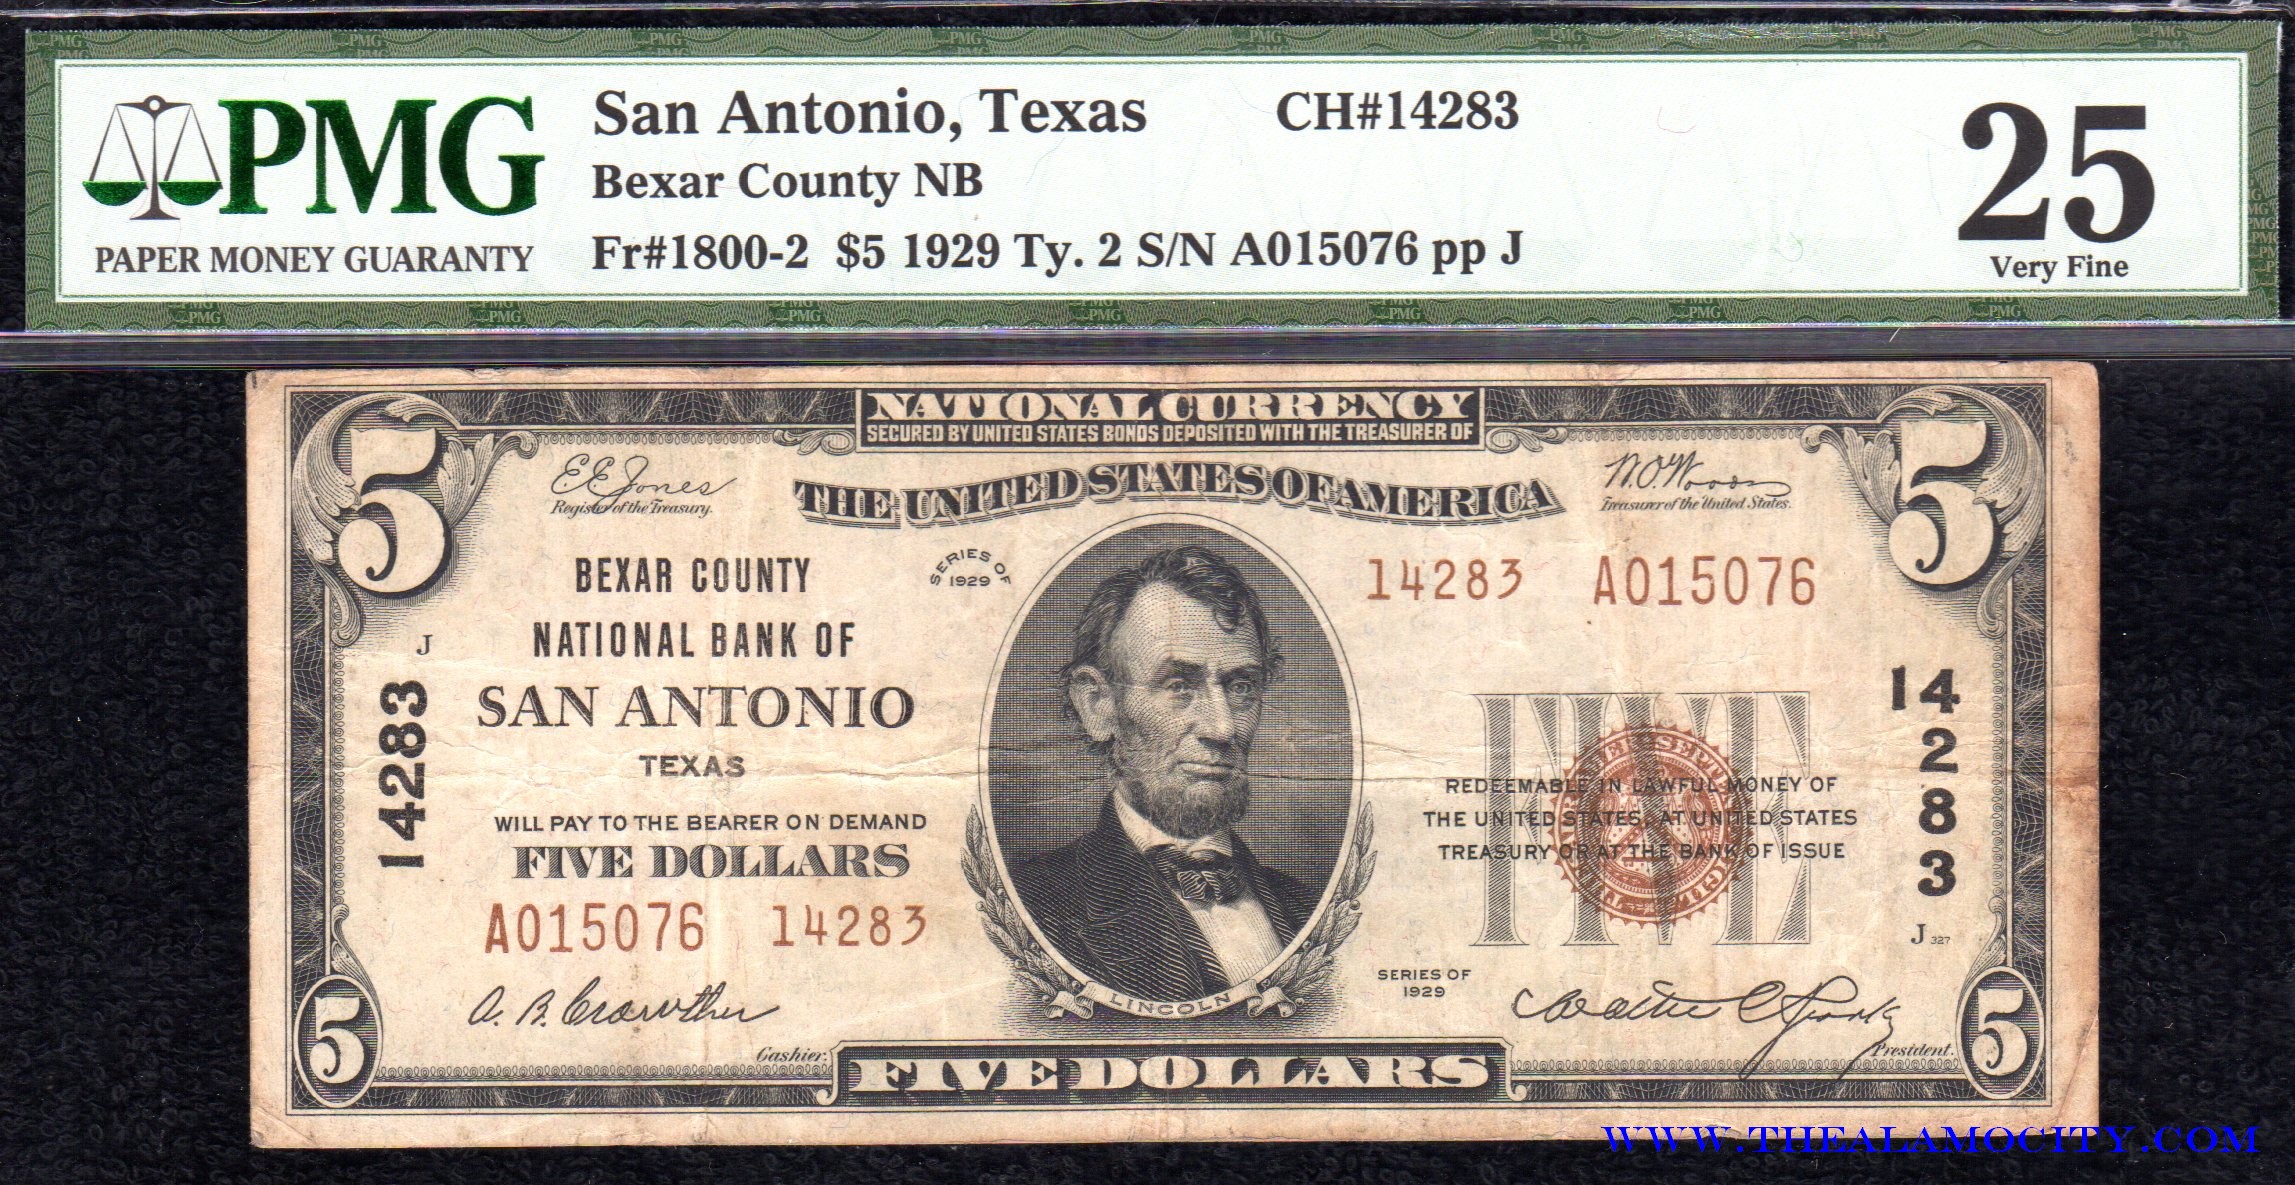 PMG
PAPER MONEY GUARANTY
San Antonio, Texas CH#14283
Bexar County NB
Fr#1800-2 $5 1929 Ty. 2 S/N A015076 pp J
25
Very Fine
NATIONAL CURRENCY
SECURED BY UNITED STATES BONDS DEPOSITED WITH THE TREASURER OF
THE UNITED STATES OF AMERICA
5
5
E.E. Jones
Register of the Treasury.
W.O. Woods
Treasurer of the United States.
BEXAR COUNTY
NATIONAL BANK OF
SAN ANTONIO
TEXAS
SERIES OF
1929
14283 A015076
J
14283
14283
WILL PAY TO THE BEARER ON DEMAND
FIVE DOLLARS
A015076 14283
FIVE
REDEEMABLE IN LAWFUL MONEY OF
THE UNITED STATES, AT UNITED STATES
TREASURY OR AT THE BANK OF ISSUE
J 327
SERIES OF
1929
LINCOLN
A. B. Crowther
Cashier.
President.
5
FIVE DOLLARS
5
WWW.THEALAMOCITY.COM